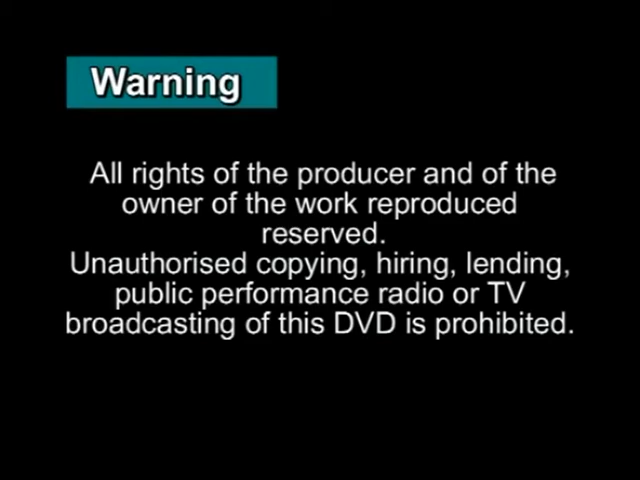 Warning
All rights of the producer and of the
owner of the work reproduced
reserved.
Unauthorised copying, hiring, lending,
public performance radio or TV
broadcasting of this DVD is prohibited.